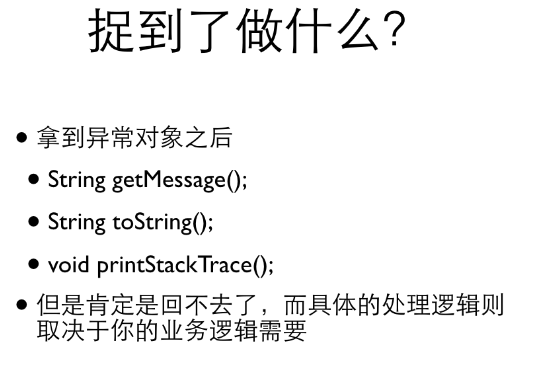 捉到了做什么?
• 拿到异常对象之后
• String getMessage();
• String toString();
• void printStackTrace();
• 但是肯定是回不去了，而具体的处理逻辑则
取决于你的业务逻辑需要